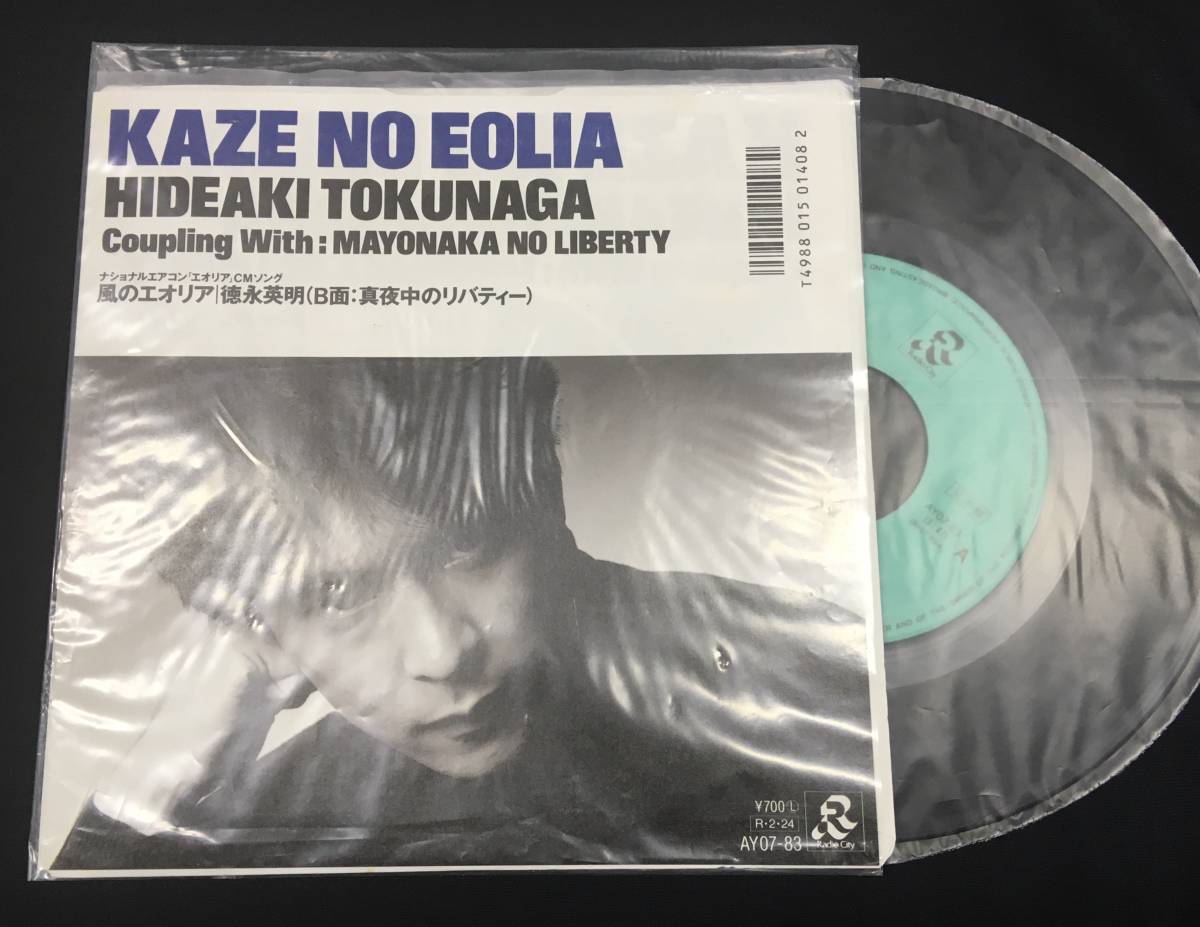 KAZE NO EOLIA
HIDEAKI TOKUNAGA
Coupling With: MAYONAKA NO LIBERTY
ナショナルエアコン「エオリア」CMソング
風のエオリア|徳永英明(B面:真夜中のリバティー)
T4988 015 01408 2
¥700 L
R・2・24
AY07-83
Radio City
Radio City
A